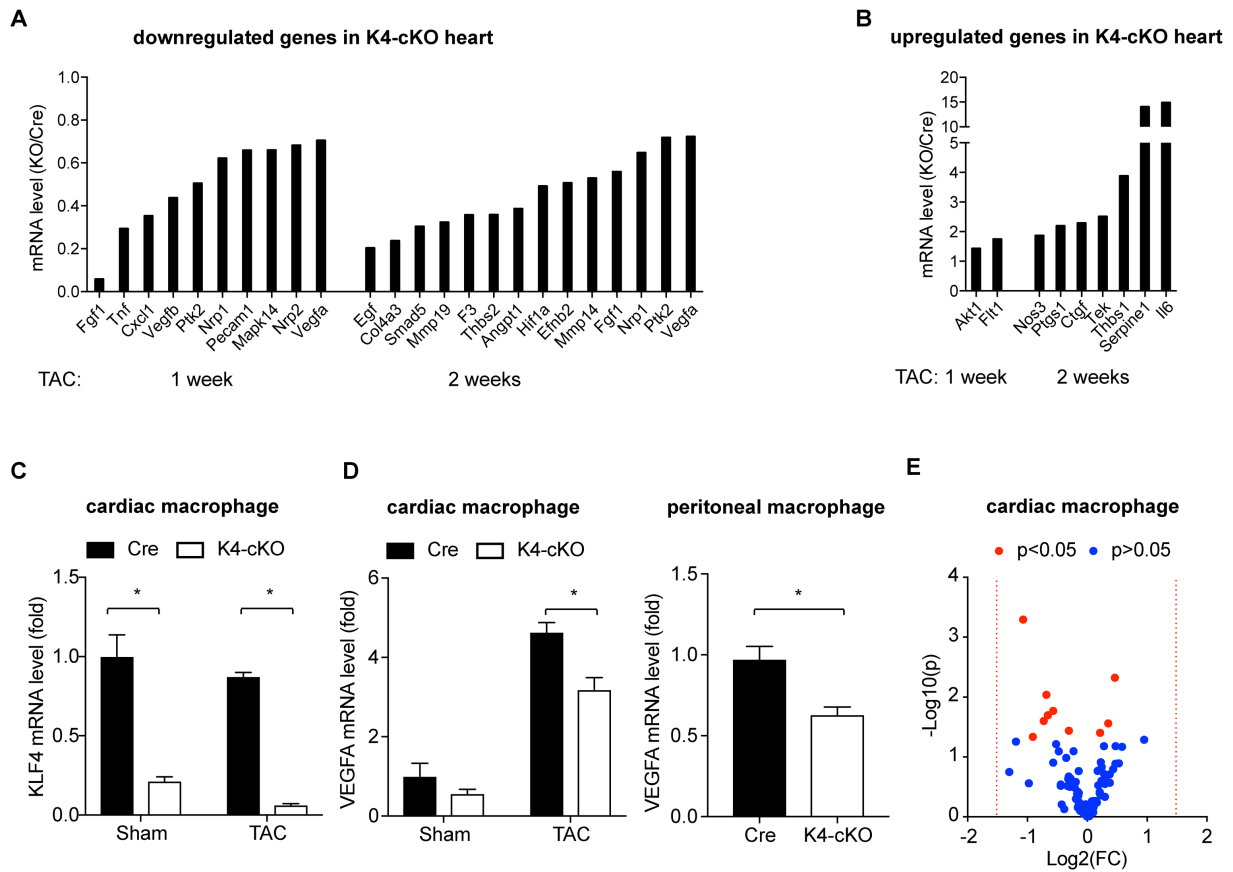 A
downregulated genes in K4-cKO heart
mRNA level (KO/Cre)
1.0
0.8
0.6
0.4
0.2
0.0
Fgf1 Tnf Cxcl1 Vegfb Ptk2 Nrp1 Pecam1 Mapk14 Nrp2 Vegfa Egf Col4a3 Smad5 Mmp19 F3 Thbs2 Angpt1 Hif1a Efnb2 Mmp14 Fgf1 Nrp1 Ptk2 Vegfa
TAC: 1 week 2 weeks
B
upregulated genes in K4-cKO heart
mRNA level (KO/Cre)
20
15
10
5
4
3
2
1
0
Akt1 Flt1 Nos3 Ptgs1 Ctgf Tek Thbs1 Serpine1 Il6
TAC: 1 week 2 weeks
C
cardiac macrophage
Cre K4-cKO
KLF4 mRNA level (fold)
1.5
1.0
0.5
0.0
* *
Sham TAC
D
cardiac macrophage
Cre K4-cKO
VEGFA mRNA level (fold)
6
4
2
0
*
Sham TAC
peritoneal macrophage
VEGFA mRNA level (fold)
1.5
1.0
0.5
0.0
*
Cre K4-cKO
E
cardiac macrophage
p<0.05 p>0.05
-Log10(p)
4
3
2
1
0
-2 -1 0 1 2
Log2(FC)